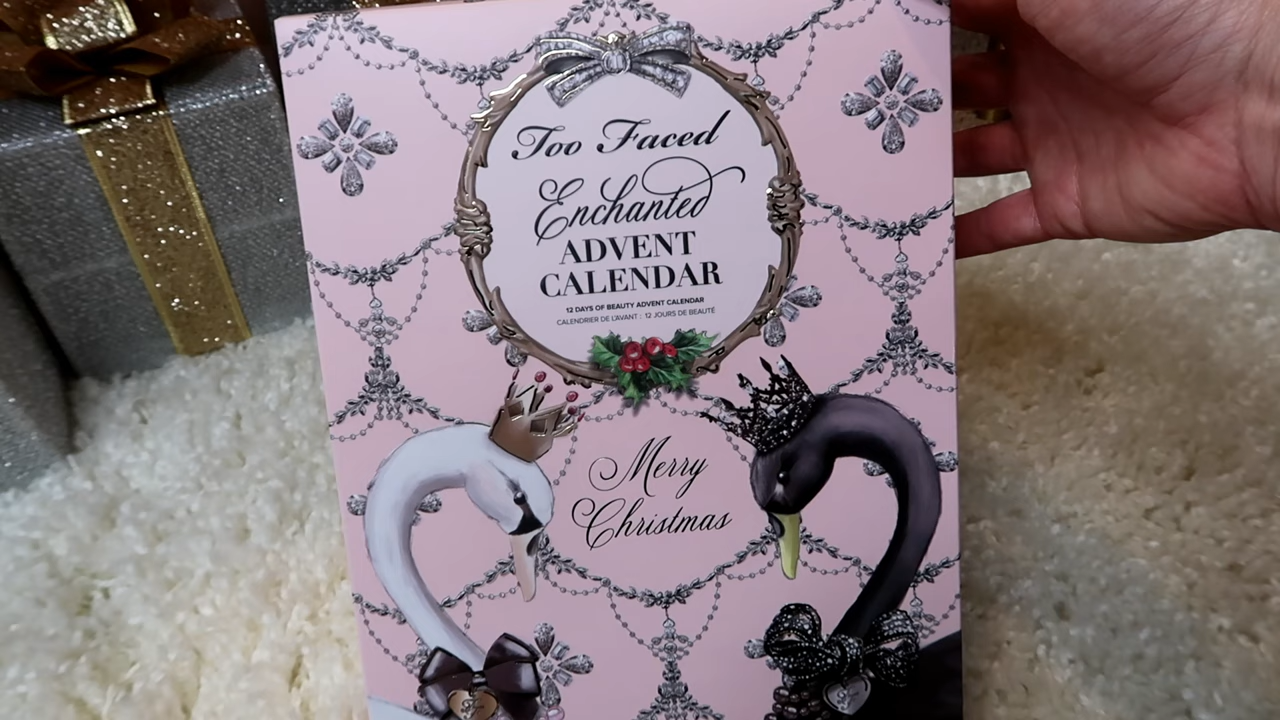 Too Faced
Enchanted
ADVENT
CALENDAR
12 DAYS OF BEAUTY ADVENT CALENDAR
CALENDRIER DE L'AVANT : 12 JOURS DE BEAUTÉ
Merry
Christmas